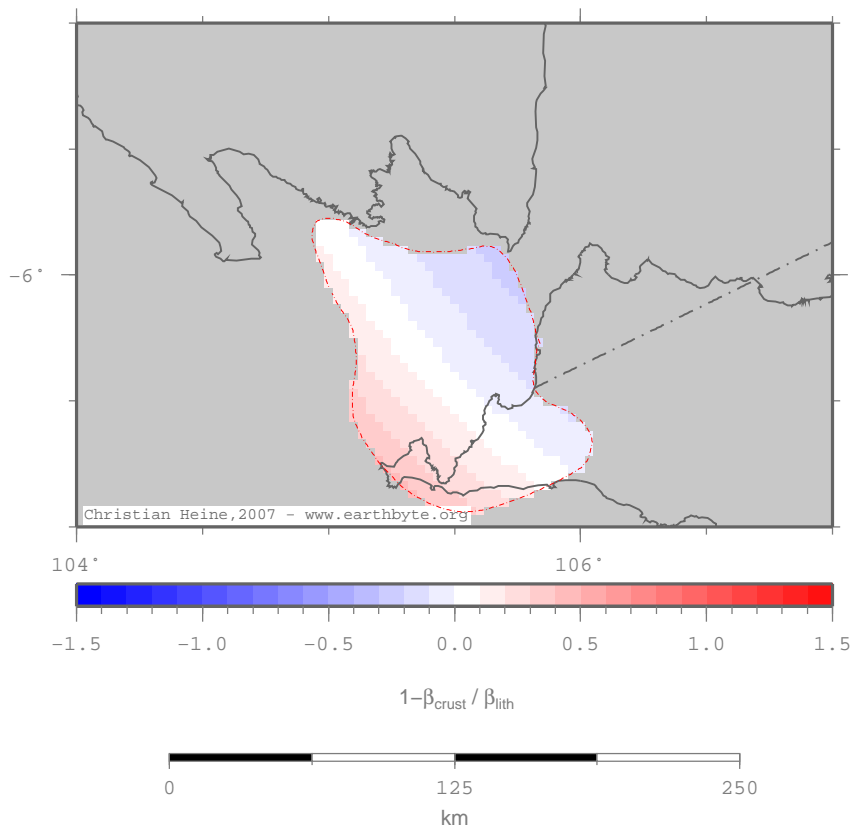 −6˚
Christian Heine,2007 − www.earthbyte.org
104˚ 106˚
−1.5 −1.0 −0.5 0.0 0.5 1.0 1.5
1−βcrust / βlith
0 125 250
km